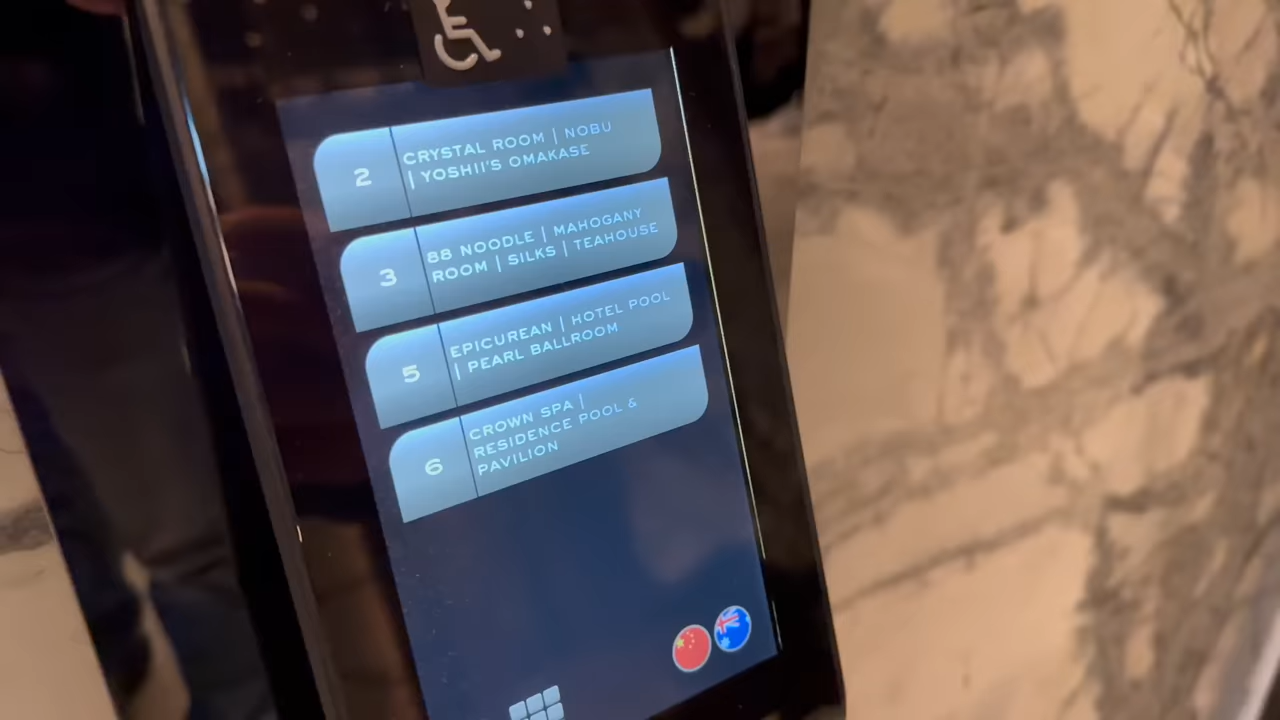 2
CRYSTAL ROOM | NOBU
| YOSHII'S OMAKASE
3
88 NOODLE | MAHOGANY
ROOM | SILKS | TEAHOUSE
5
EPICUREAN | HOTEL POOL
| PEARL BALLROOM
6
CROWN SPA |
RESIDENCE POOL &
PAVILION